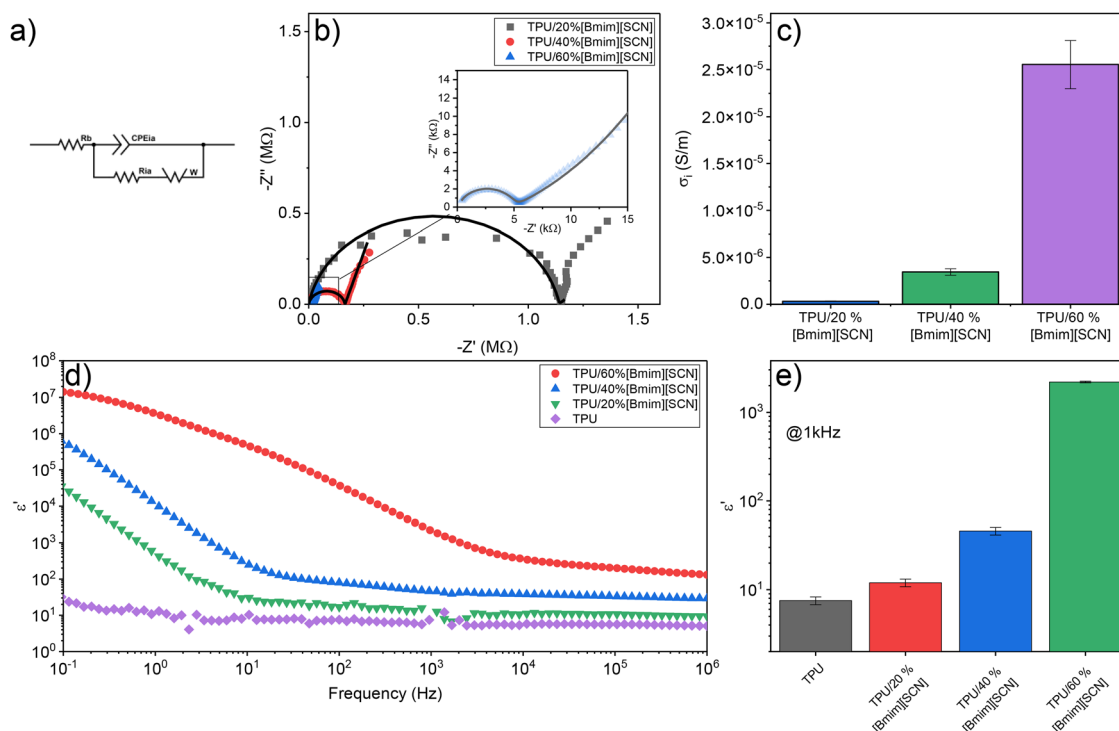 a)
Rb
CPEia
Ria
W
b)
TPU/20%[Bmim][SCN]
TPU/40%[Bmim][SCN]
TPU/60%[Bmim][SCN]
-Z'' (MΩ)
1.5
1.0
0.5
0.0
0.0
0.5
1.0
1.5
-Z' (MΩ)
-Z'' (kΩ)
15
14
12
10
8
6
4
2
0
0
5
10
15
-Z' (kΩ)
c)
σi (S/m)
3.0×10-5
2.5×10-5
2.0×10-5
1.5×10-5
1.0×10-5
5.0×10-6
0.0
TPU/20 %
[Bmim][SCN]
TPU/40 %
[Bmim][SCN]
TPU/60 %
[Bmim][SCN]
d)
TPU/60%[Bmim][SCN]
TPU/40%[Bmim][SCN]
TPU/20%[Bmim][SCN]
TPU
ε'
108
107
106
105
104
103
102
101
100
10-1
100
101
102
103
104
105
106
Frequency (Hz)
e)
@1kHz
ε'
103
102
101
TPU
TPU/20 %
[Bmim][SCN]
TPU/40 %
[Bmim][SCN]
TPU/60 %
[Bmim][SCN]